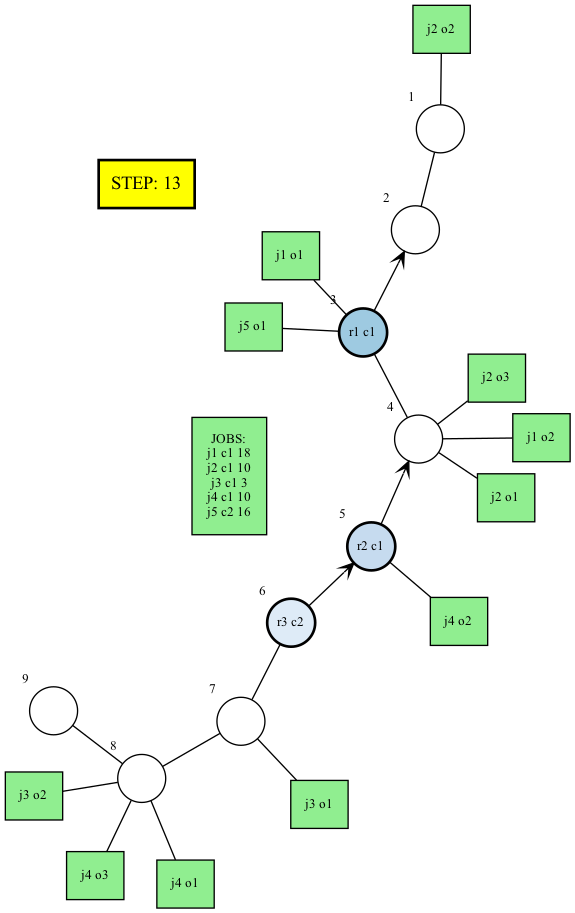 j2 o2
1
STEP: 13
2
j1 o1
3
j5 o1
r1 c1
j2 o3
4
j1 o2
JOBS:
j1 c1 18
j2 c1 10
j3 c1 3
j4 c1 10
j5 c2 16
j2 o1
5
r2 c1
6
r3 c2
j4 o2
9
7
8
j3 o2
j3 o1
j4 o3
j4 o1